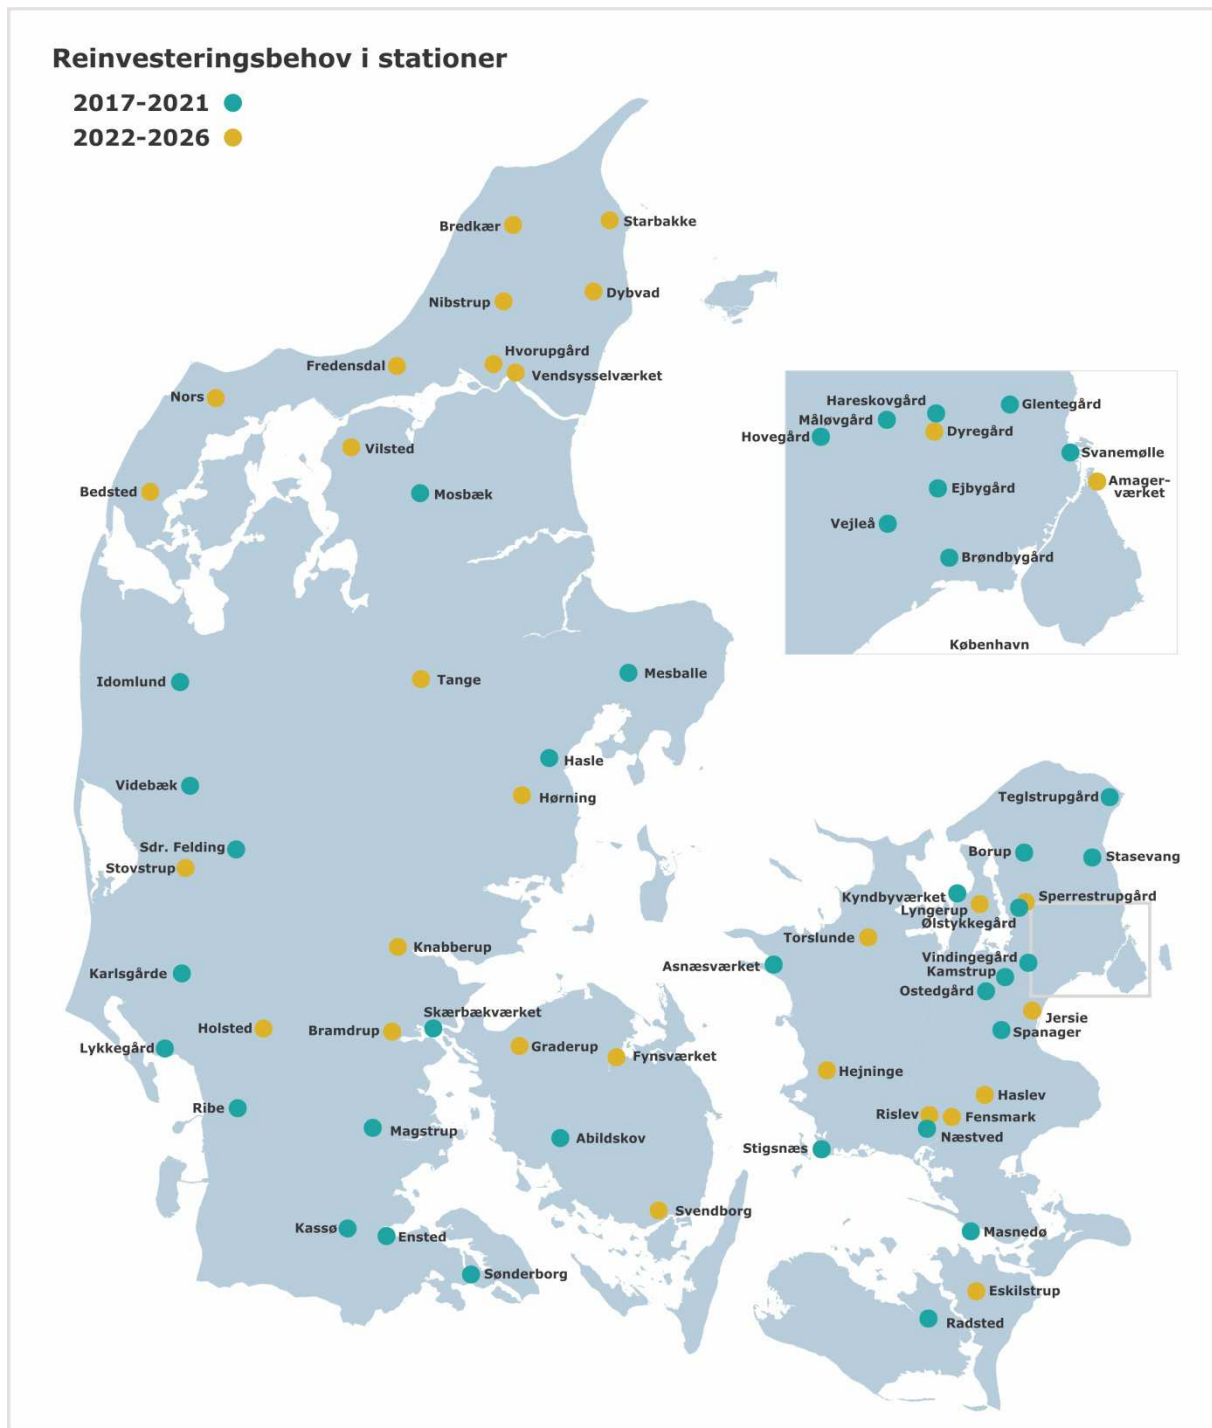 Reinvesteringsbehov i stationer
2017-2021
2022-2026
Bredkær
Starbakke
Nibstrup
Dybvad
Hvorupgård
Fredensdal
Vendsysselværket
Nors
Vilsted
Bedsted
Mosbæk
Hareskovgård
Glentegård
Måløvgård
Hovegård
Dyregård
Svanemølle
Amager-
værket
Ejbygård
Vejleå
Brøndbygård
København
Idomlund
Tange
Mesballe
Hasle
Videbæk
Hørning
Sdr. Felding
Stovstrup
Teglstrupgård
Borup
Stasevang
Kyndbyværket
Sperrestrupgård
Lyngerup
Ølstykkegård
Torslunde
Knabberup
Vindingegård
Asnæsværket
Kamstrup
Karlsgårde
Ostedgård
Skærbækværket
Jersie
Holsted
Bramdrup
Spanager
Lykkegård
Graderup
Fynsværket
Hejninge
Haslev
Ribe
Rislev
Fensmark
Magstrup
Abildskov
Næstved
Stigsnæs
Svendborg
Kassø
Ensted
Masnedø
Sønderborg
Eskilstrup
Radsted